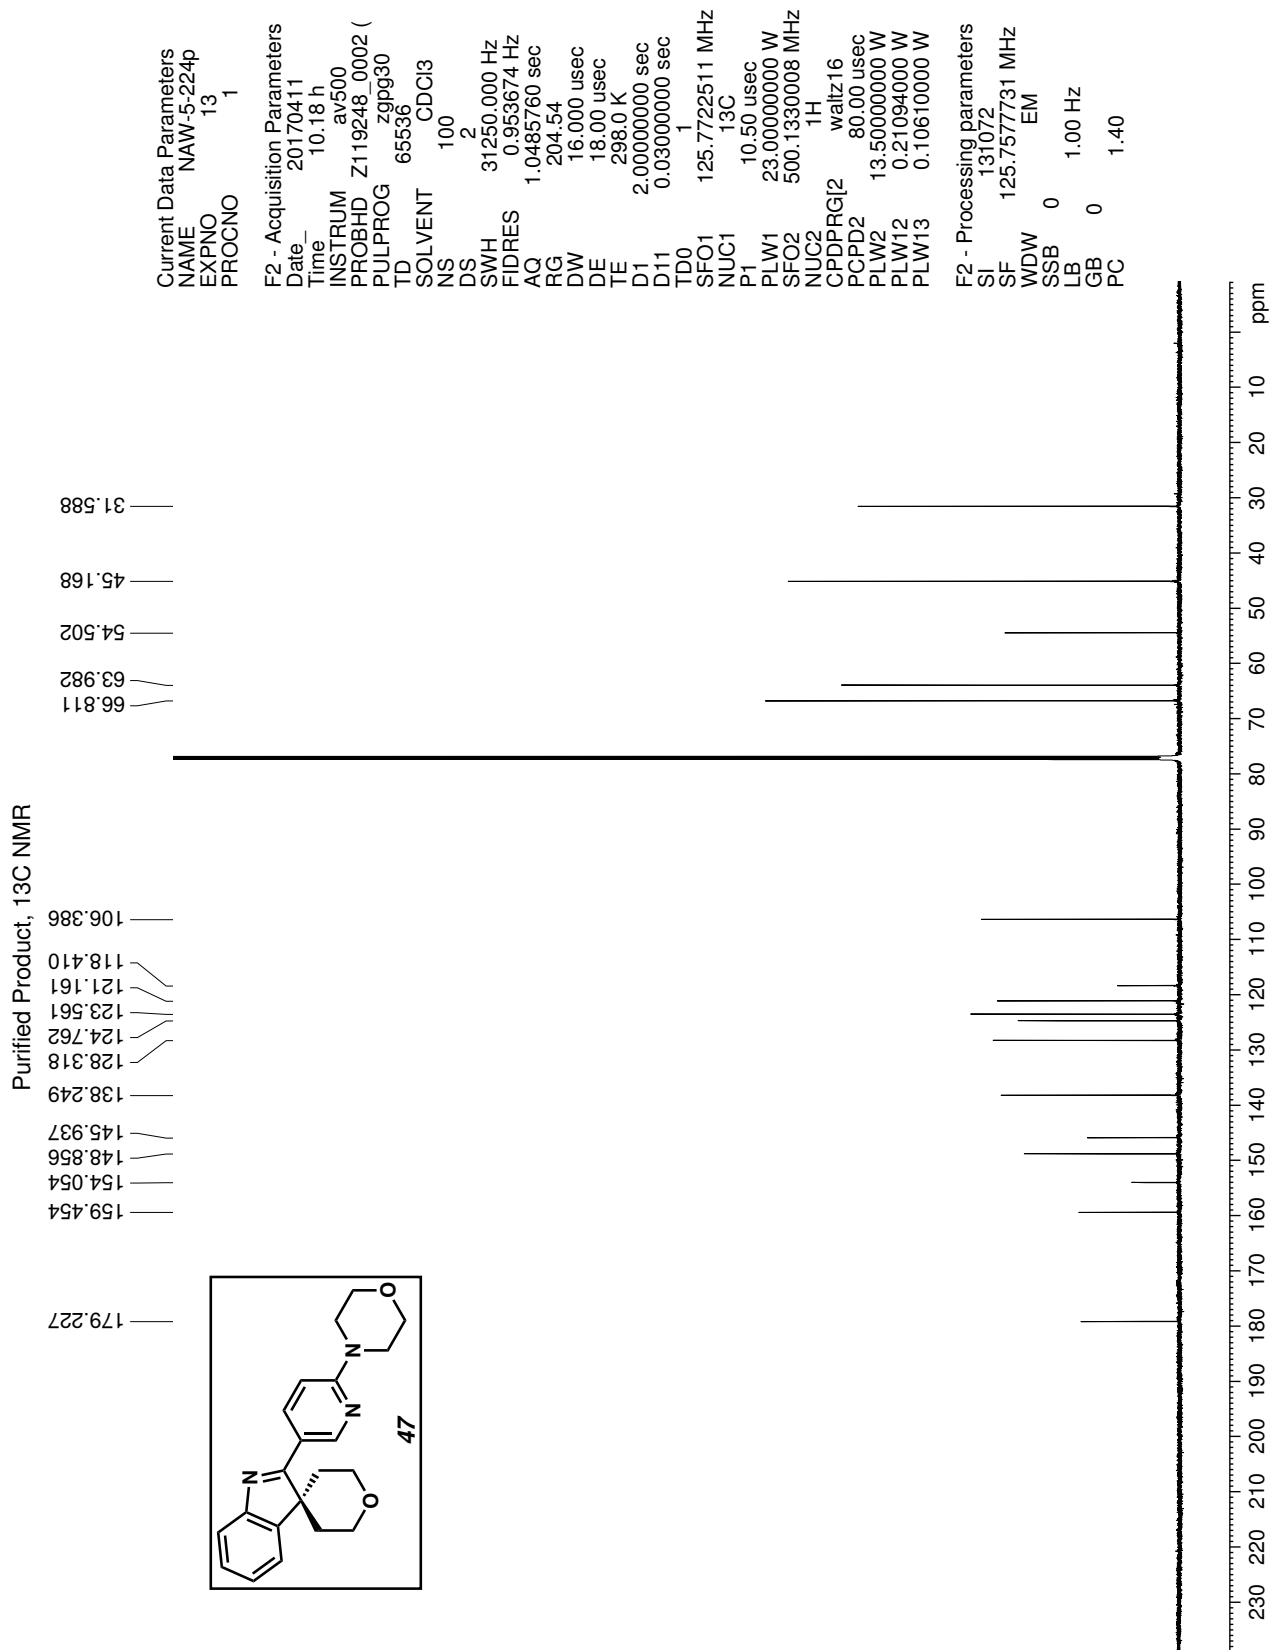 Purified Product, 13C NMR
179.227
159.454
154.054
148.856
145.937
138.249
128.318
124.762
123.561
121.161
118.410
106.386
66.811
63.982
54.502
45.168
31.588
N
N
N
O
O
47
Current Data Parameters
NAME NAW-5-224p
EXPNO 13
PROCNO 1
F2 - Acquisition Parameters
Date_ 20170411
Time 10.18 h
INSTRUM av500
PROBHD Z119248_0002 (
PULPROG zgpg30
TD 65536
SOLVENT CDCl3
NS 100
DS 2
SWH 31250.000 Hz
FIDRES 0.953674 Hz
AQ 1.0485760 sec
RG 204.54
DW 16.000 usec
DE 18.00 usec
TE 298.0 K
D1 2.00000000 sec
D11 0.03000000 sec
TD0 1
SFO1 125.7722511 MHz
NUC1 13C
P1 10.50 usec
PLW1 23.00000000 W
SFO2 500.1330008 MHz
NUC2 1H
CPDPRG[2 waltz16
PCPD2 80.00 usec
PLW2 13.50000000 W
PLW12 0.21094000 W
PLW13 0.10610000 W
F2 - Processing parameters
SI 131072
SF 125.7577731 MHz
WDW EM
SSB 0
LB 1.00 Hz
GB 0
PC 1.40
230 220 210 200 190 180 170 160 150 140 130 120 110 100 90 80 70 60 50 40 30 20 10 ppm